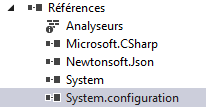 Références
Analyseurs
Microsoft.CSharp
Newtonsoft.Json
System
System.configuration